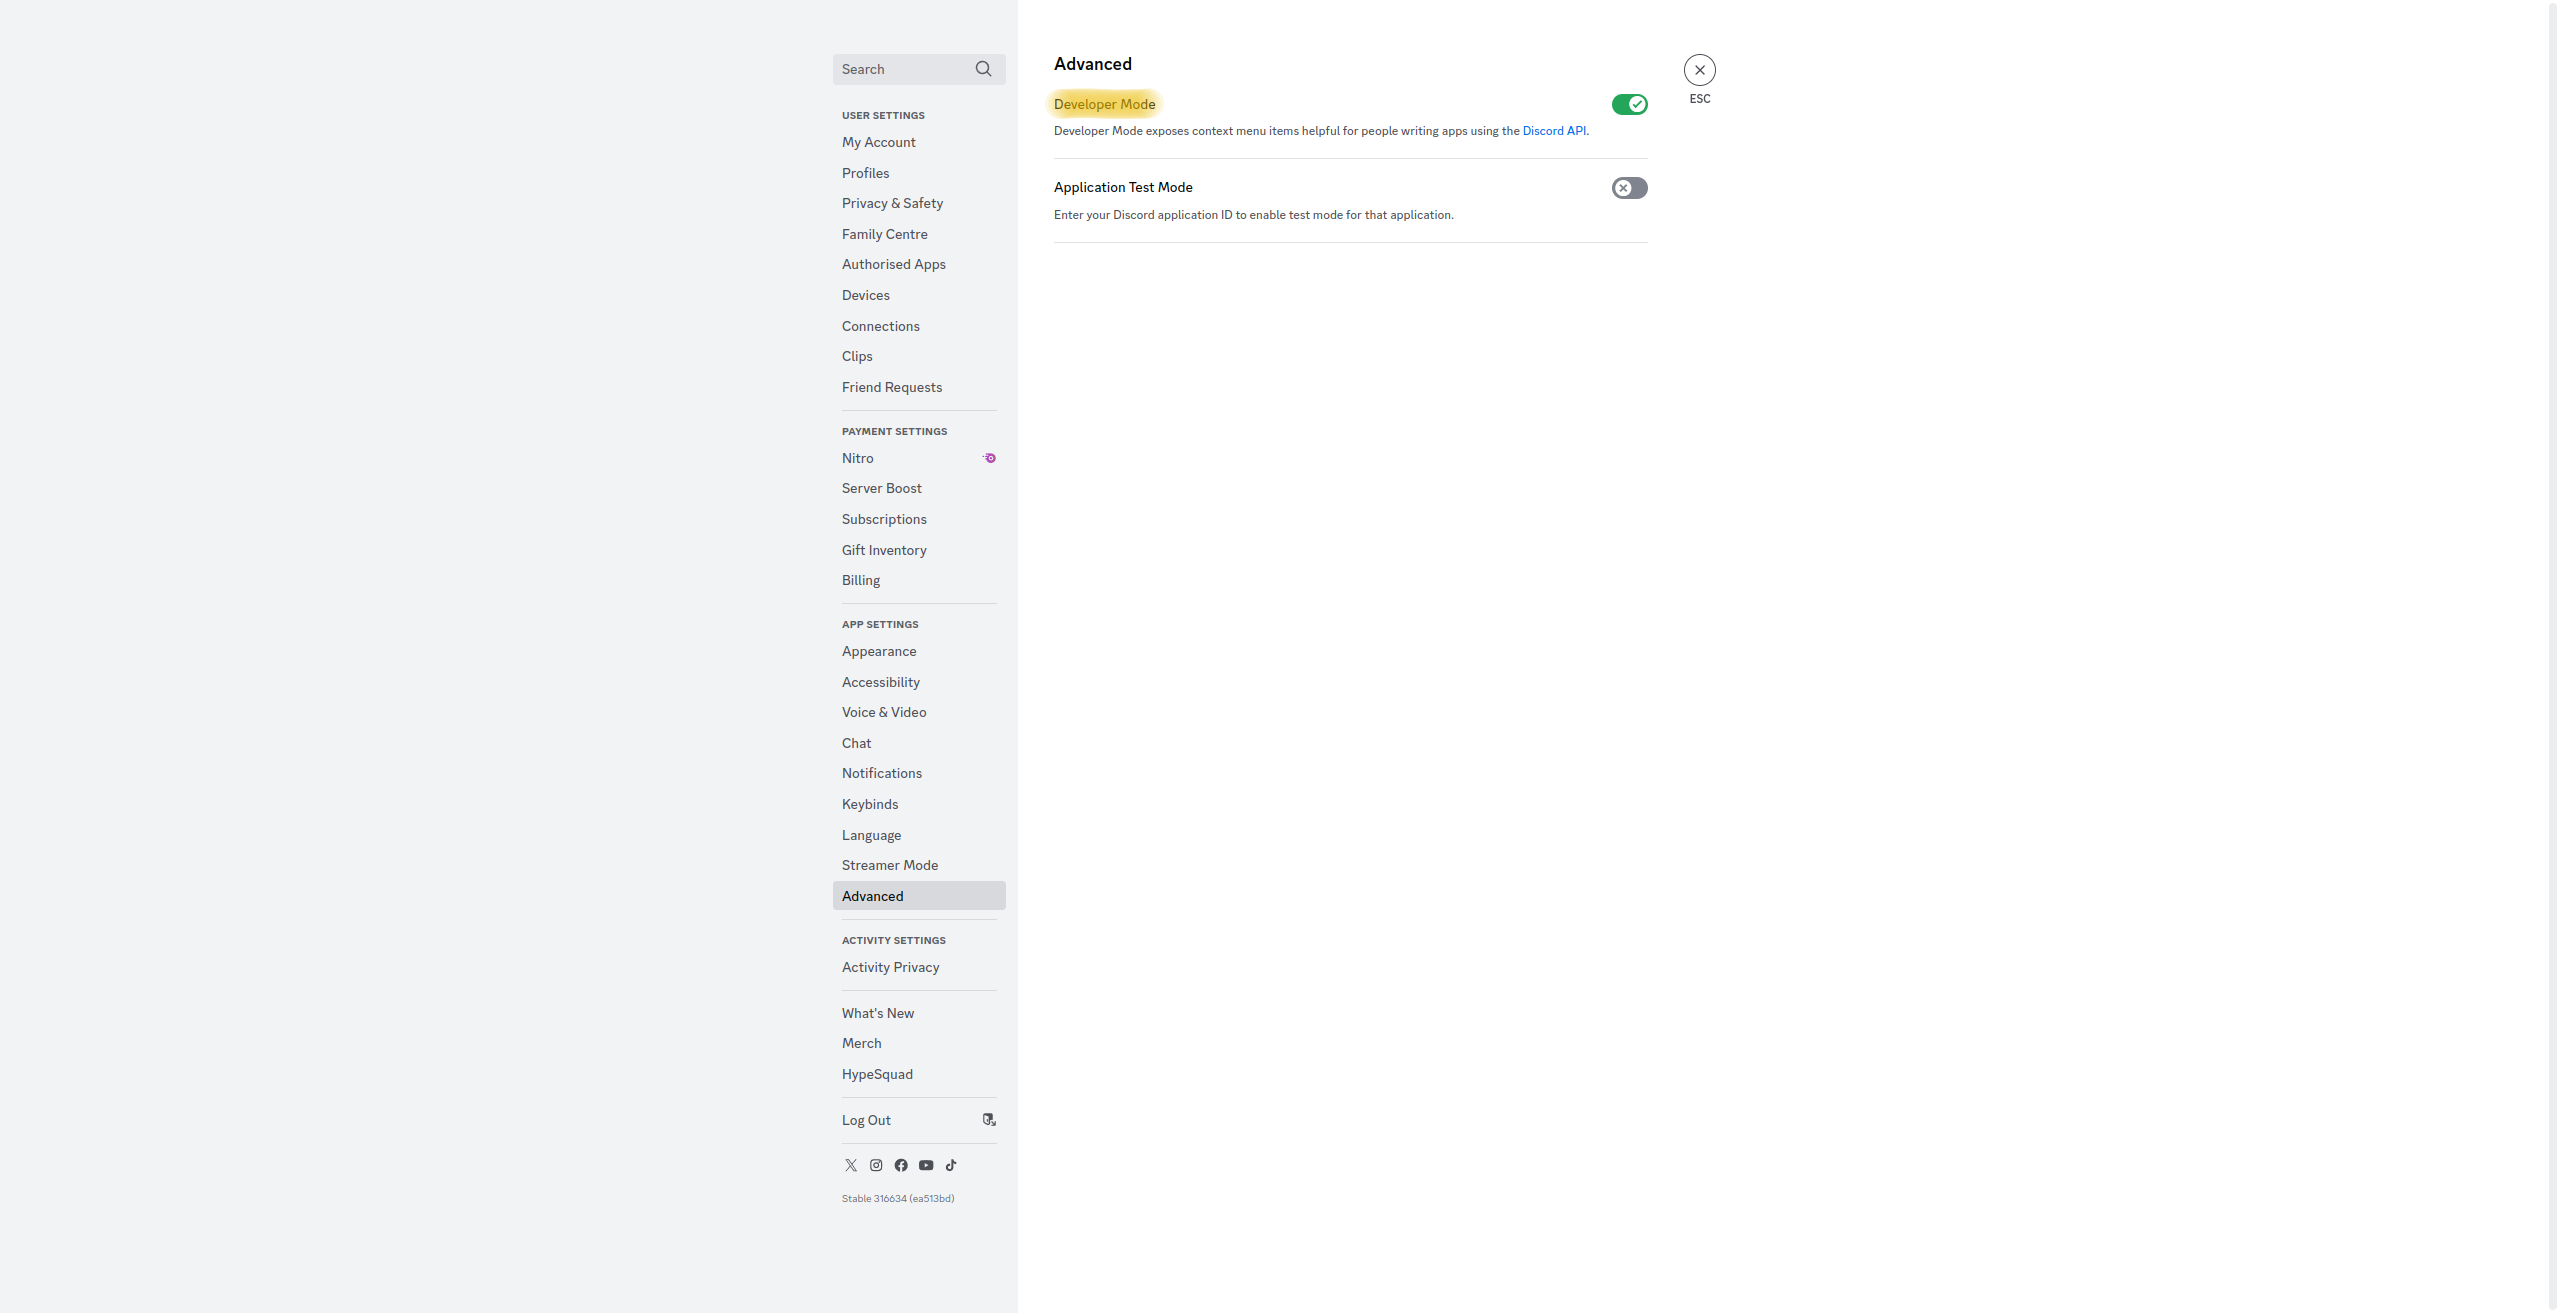 Search
USER SETTINGS
My Account
Profiles
Privacy & Safety
Family Centre
Authorised Apps
Devices
Connections
Clips
Friend Requests
PAYMENT SETTINGS
Nitro
Server Boost
Subscriptions
Gift Inventory
Billing
APP SETTINGS
Appearance
Accessibility
Voice & Video
Chat
Notifications
Keybinds
Language
Streamer Mode
Advanced
ACTIVITY SETTINGS
Activity Privacy
What's New
Merch
HypeSquad
Log Out
Stable 316634 (ea513bd)
Advanced
Developer Mode
Developer Mode exposes context menu items helpful for people writing apps using the Discord API.
Application Test Mode
Enter your Discord application ID to enable test mode for that application.
ESC